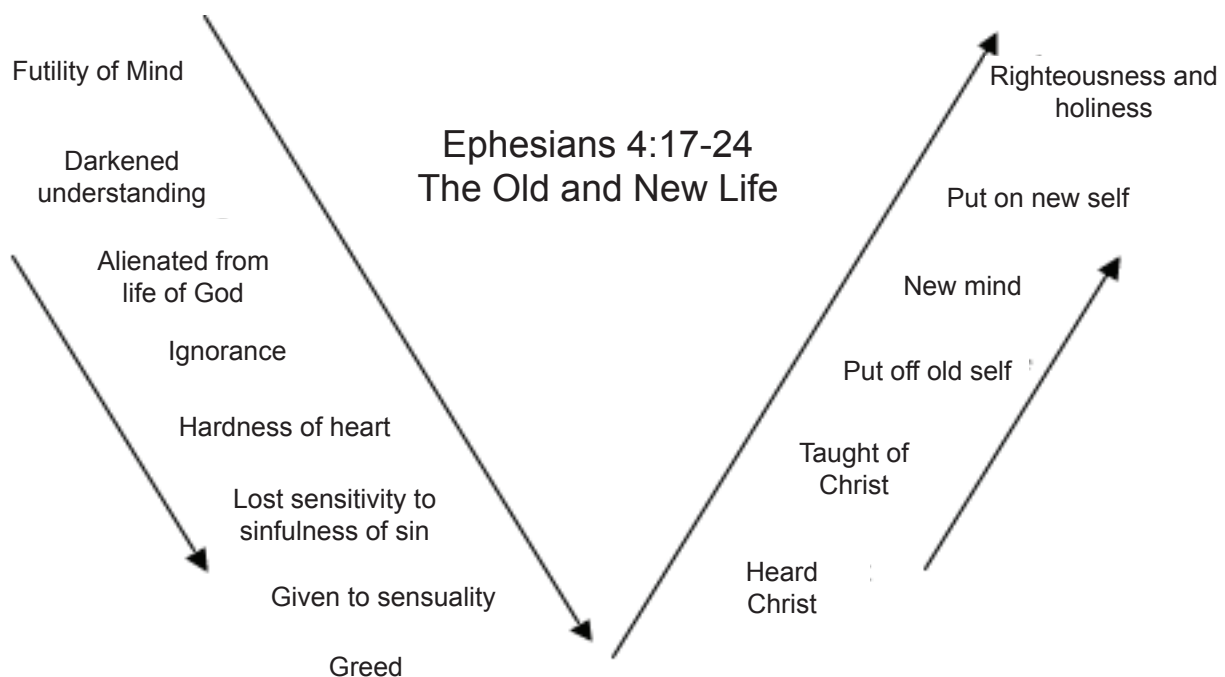 Ephesians 4:17-24
The Old and New Life
Futility of Mind
Darkened
understanding
Alienated from
life of God
Ignorance
Hardness of heart
Lost sensitivity to
sinfulness of sin
Given to sensuality
Greed
Heard
Christ
Taught of
Christ
Put off old self
New mind
Put on new self
Righteousness and
holiness